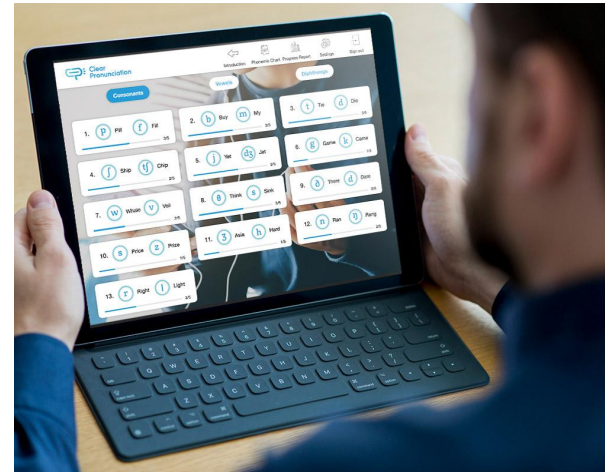 Clear
Pronunciation
Introduction Phonemic Chart Progress Report Settings Sign out
Consonants Vowels Diphthongs
1. p Pill f Fill
2. b Buy m My
3. t Tie d Die
4. ʃ Ship tʃ Chip
5. j Yet dʒ Jet
6. g Game k Came
7. w Whale v Veil
8. θ Think s Sink
9. ð There d Dare
10. s Price z Prize
11. ʒ Asia h Hard
12. n Ran ŋ Rang
13. r Right l Light